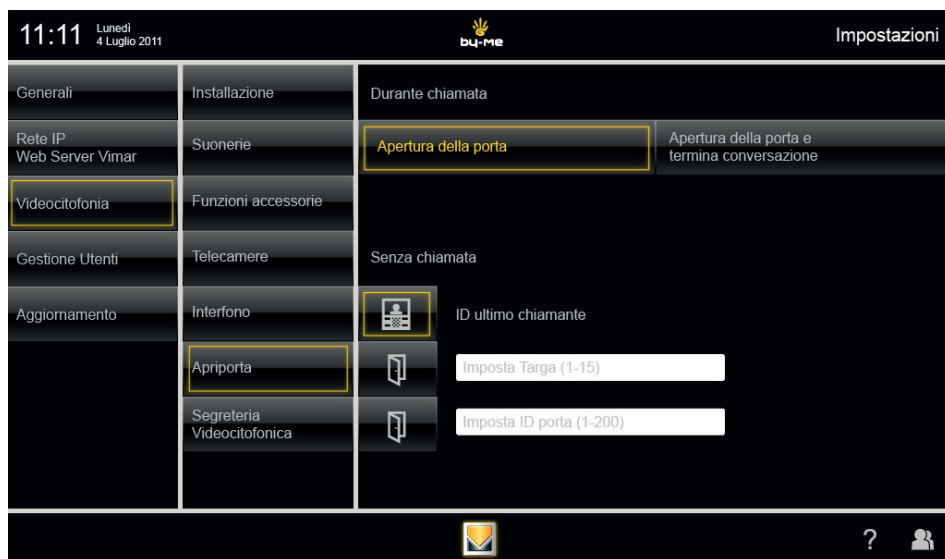 11:11
Lunedì
4 Luglio 2011
by-me
Impostazioni
Generali
Rete IP
Web Server Vimar
Videocitofonia
Gestione Utenti
Aggiornamento
Installazione
Suonerie
Funzioni accessorie
Telecamere
Interfono
Apriporta
Segreteria
Videocitofonica
Durante chiamata
Apertura della porta
Apertura della porta e
termina conversazione
Senza chiamata
ID ultimo chiamante
Imposta Targa (1-15)
Imposta ID porta (1-200)
?